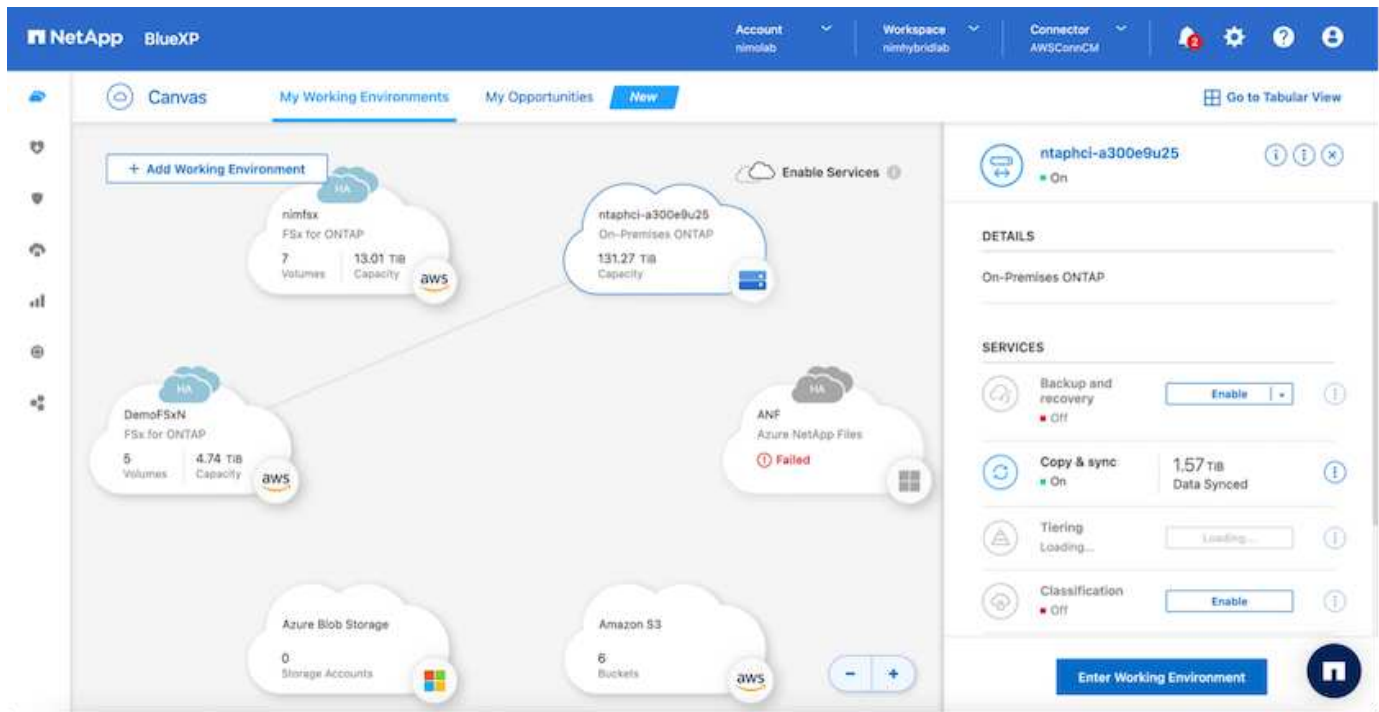 NetApp BlueXP
Account
nimolab
Workspace
nimhybridlab
Connector
AWSConnCM
2
Canvas
My Working Environments
My Opportunities
New
Go to Tabular View
+ Add Working Environment
Enable Services
HA
nimfsx
FSx for ONTAP
7
Volumes
13.01 TiB
Capacity
aws
ntaphci-a300e9u25
On-Premises ONTAP
131.27 TiB
Capacity
HA
DemoFSxN
FSx for ONTAP
5
Volumes
4.74 TiB
Capacity
aws
HA
ANF
Azure NetApp Files
Failed
Azure Blob Storage
0
Storage Accounts
Amazon S3
6
Buckets
aws
- +
ntaphci-a300e9u25
On
DETAILS
On-Premises ONTAP
SERVICES
Backup and
recovery
Off
Enable
Copy & sync
On
1.57 TiB
Data Synced
Tiering
Loading...
Loading...
Classification
Off
Enable
Enter Working Environment